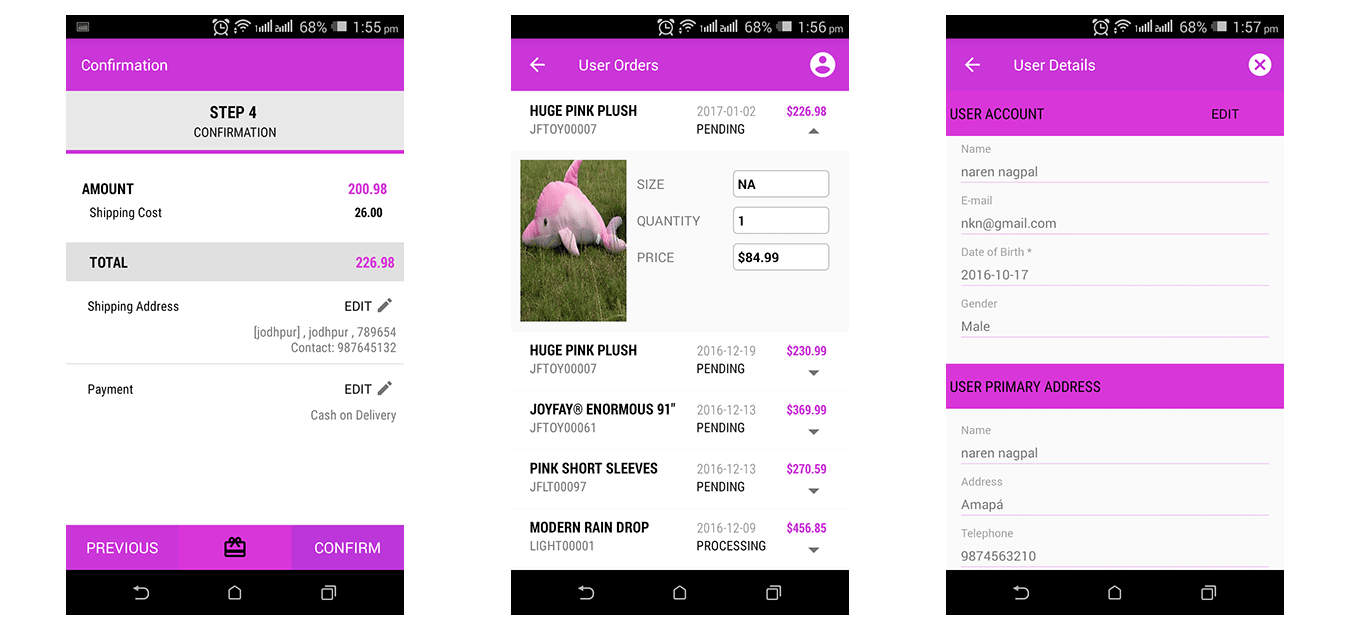 68% 1:55 pm
Confirmation
STEP 4
CONFIRMATION
AMOUNT 200.98
Shipping Cost 26.00
TOTAL 226.98
Shipping Address EDIT
[jodhpur] , jodhpur , 789654
Contact: 987645132
Payment EDIT
Cash on Delivery
PREVIOUS CONFIRM
68% 1:56 pm
User Orders
HUGE PINK PLUSH 2017-01-02 $226.98
JFTOY00007 PENDING
SIZE NA
QUANTITY 1
PRICE $84.99
HUGE PINK PLUSH 2016-12-19 $230.99
JFTOY00007 PENDING
JOYFAY® ENORMOUS 91" 2016-12-13 $369.99
JFTOY00061 PENDING
PINK SHORT SLEEVES 2016-12-13 $270.59
JFLT00097 PENDING
MODERN RAIN DROP 2016-12-09 $456.85
LIGHT00001 PROCESSING
68% 1:57 pm
User Details
USER ACCOUNT EDIT
Name
naren nagpal
E-mail
nkn@gmail.com
Date of Birth *
2016-10-17
Gender
Male
USER PRIMARY ADDRESS
Name
naren nagpal
Address
Amapá
Telephone
9874563210